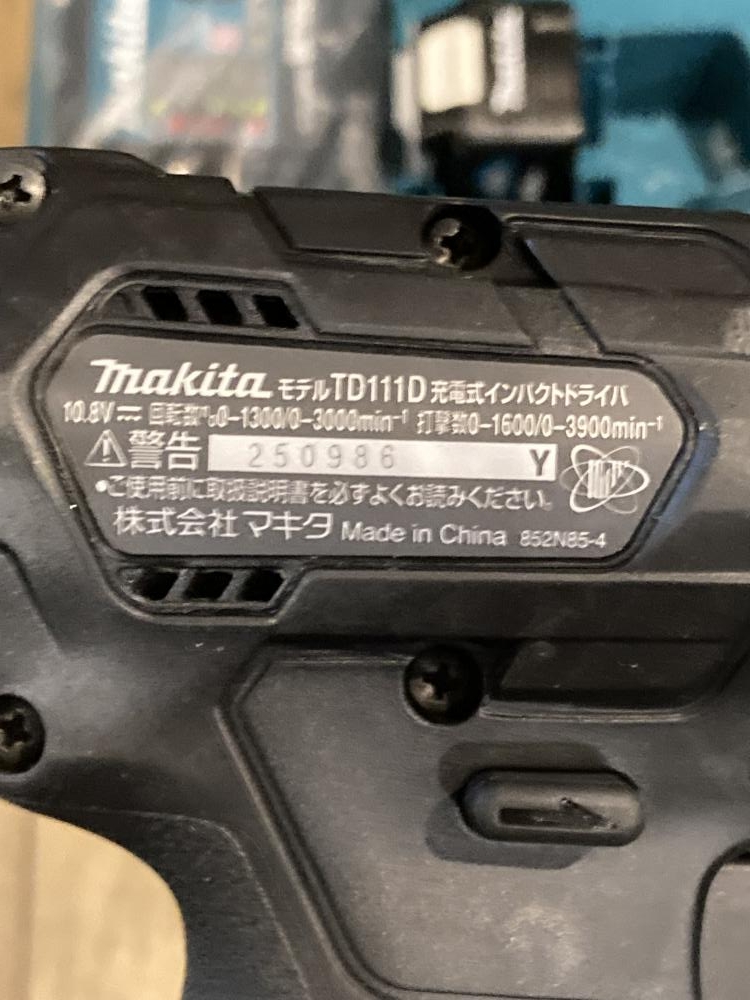 makita
makita モデルTD111D 充電式インパクトドライバ
10.8V⎓ 回転数0-1300/0-3000min⁻¹ 打撃数0-1600/0-3900min⁻¹
⚠警告 250986 Y
•ご使用前に取扱説明書を必ずよくお読みください。
株式会社マキタ Made in China 852N85-4